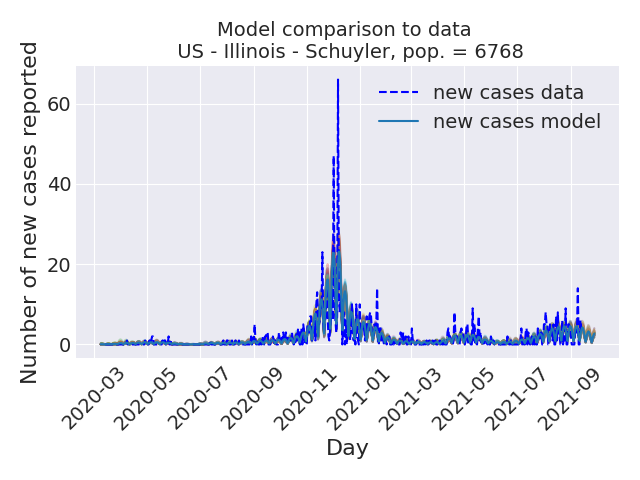 Model comparison to data
US - Illinois - Schuyler, pop. = 6768
Number of new cases reported
60
40
20
0
new cases data
new cases model
2020-03
2020-05
2020-07
2020-09
2020-11
2021-01
2021-03
2021-05
2021-07
2021-09
Day